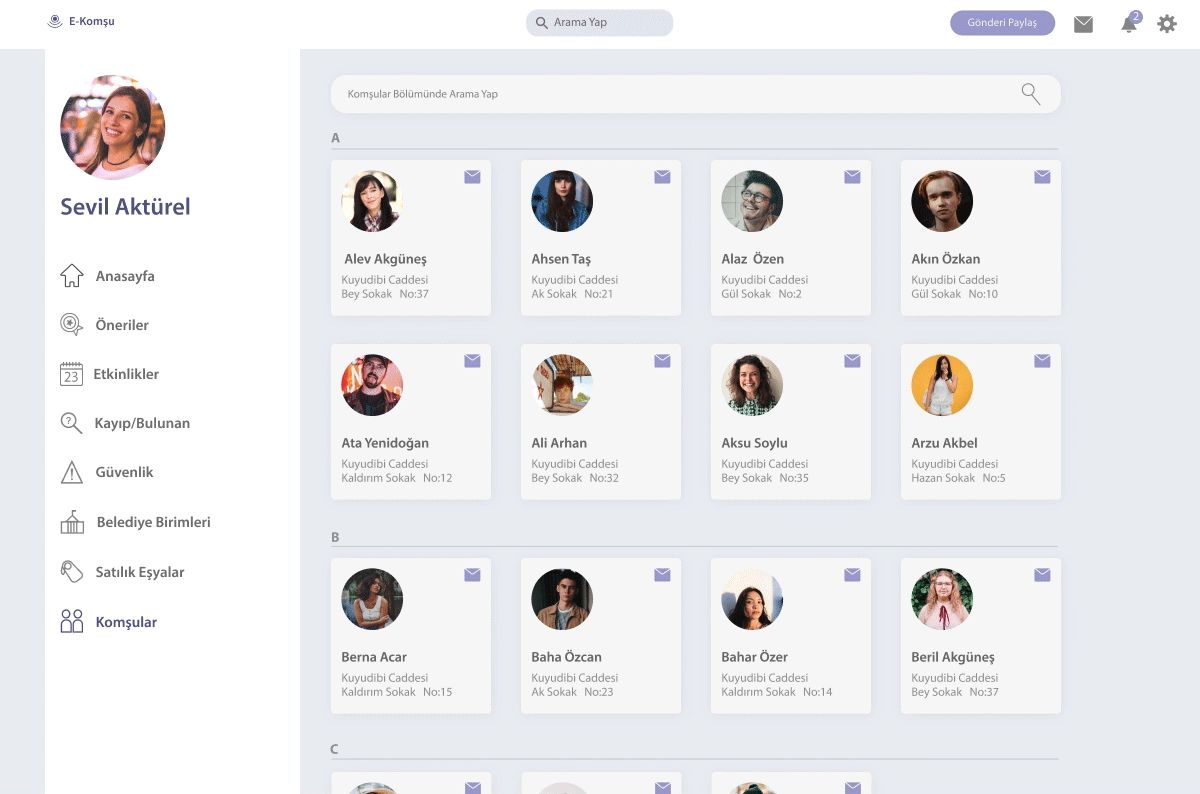 E-Komşu
Arama Yap
Gönderi Paylaş
2
Sevil Aktürel
Anasayfa
Öneriler
23
Etkinlikler
?
Kayıp/Bulunan
!
Güvenlik
Belediye Birimleri
Satılık Eşyalar
Komşular
Komşular Bölümünde Arama Yap
A
Alev Akgüneş
Kuyudibi Caddesi
Bey Sokak No:37
Ahsen Taş
Kuyudibi Caddesi
Ak Sokak No:21
Alaz Özen
Kuyudibi Caddesi
Gül Sokak No:2
Akın Özkan
Kuyudibi Caddesi
Gül Sokak No:10
Ata Yenidoğan
Kuyudibi Caddesi
Kaldırım Sokak No:12
Ali Arhan
Kuyudibi Caddesi
Bey Sokak No:32
Aksu Soylu
Kuyudibi Caddesi
Bey Sokak No:35
Arzu Akbel
Kuyudibi Caddesi
Hazan Sokak No:5
B
Berna Acar
Kuyudibi Caddesi
Kaldırım Sokak No:15
Baha Özcan
Kuyudibi Caddesi
Ak Sokak No:23
Bahar Özer
Kuyudibi Caddesi
Kaldırım Sokak No:14
Beril Akgüneş
Kuyudibi Caddesi
Bey Sokak No:37
C